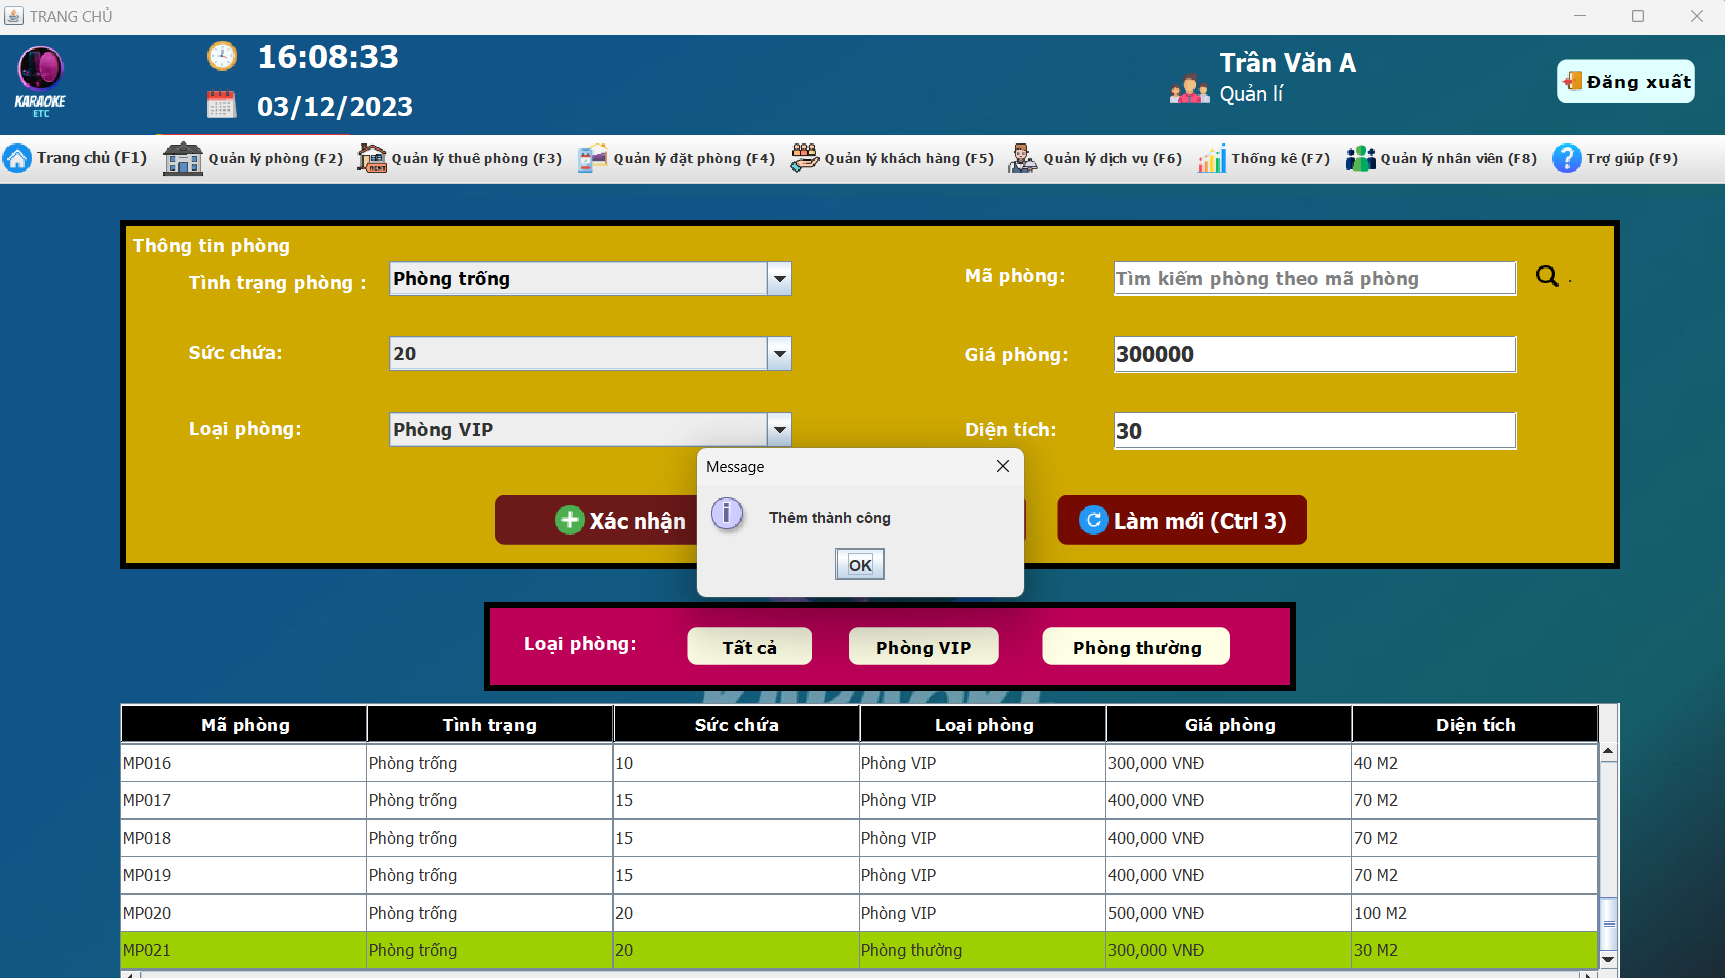 TRANG CHỦ
KARAOKE
ETC
16:08:33
03/12/2023
Trần Văn A
Quản lí
Đăng xuất
Trang chủ (F1)
Quản lý phòng (F2)
Quản lý thuê phòng (F3)
Quản lý đặt phòng (F4)
Quản lý khách hàng (F5)
Quản lý dịch vụ (F6)
Thống kê (F7)
Quản lý nhân viên (F8)
Trợ giúp (F9)
Thông tin phòng
Tình trạng phòng :
Phòng trống
Mã phòng:
Tìm kiếm phòng theo mã phòng
.
Sức chứa:
20
Giá phòng:
300000
Loại phòng:
Phòng VIP
Diện tích:
30
Message
Thêm thành công
OK
Xác nhận
Làm mới (Ctrl 3)
Loại phòng:
Tất cả
Phòng VIP
Phòng thường
Mã phòng Tình trạng Sức chứa Loại phòng Giá phòng Diện tích
MP016 Phòng trống 10 Phòng VIP 300,000 VNĐ 40 M2
MP017 Phòng trống 15 Phòng VIP 400,000 VNĐ 70 M2
MP018 Phòng trống 15 Phòng VIP 400,000 VNĐ 70 M2
MP019 Phòng trống 15 Phòng VIP 400,000 VNĐ 70 M2
MP020 Phòng trống 20 Phòng VIP 500,000 VNĐ 100 M2
MP021 Phòng trống 20 Phòng thường 300,000 VNĐ 30 M2